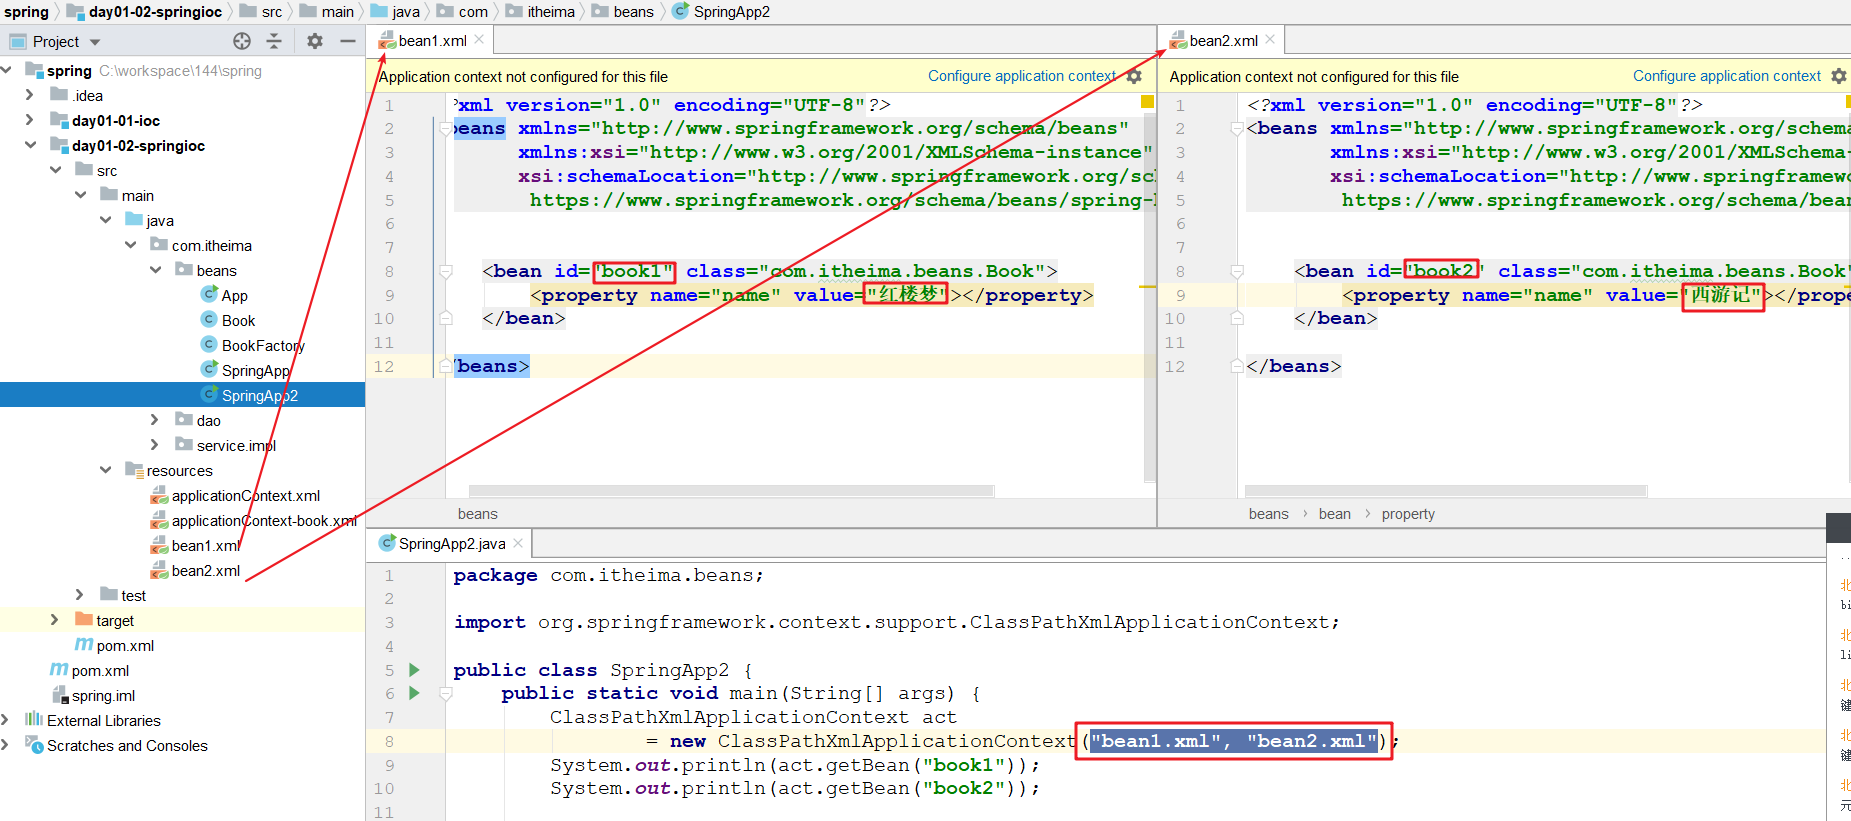 spring day01-02-springioc src main java com itheima beans SpringApp2
Project
spring C:\workspace\144\spring
.idea
day01-01-ioc
day01-02-springioc
src
main
java
com.itheima
beans
App
Book
BookFactory
SpringApp
SpringApp2
dao
service.impl
resources
applicationContext.xml
applicationContext-book.xml
bean1.xml
bean2.xml
test
target
pom.xml
pom.xml
spring.iml
External Libraries
Scratches and Consoles
bean1.xml
Application context not configured for this file Configure application context
1 ?xml version="1.0" encoding="UTF-8"?>
2 beans xmlns="http://www.springframework.org/schema/beans"
3 xmlns:xsi="http://www.w3.org/2001/XMLSchema-instance"
4 xsi:schemaLocation="http://www.springframework.org/sc
5 https://www.springframework.org/schema/beans/spring-
6
7
8 <bean id="book1" class="com.itheima.beans.Book">
9 <property name="name" value="红楼梦"></property>
10 </bean>
11
12 /beans>
beans
bean2.xml
Application context not configured for this file Configure application context
1 <?xml version="1.0" encoding="UTF-8"?>
2 <beans xmlns="http://www.springframework.org/schema
3 xmlns:xsi="http://www.w3.org/2001/XMLSchema-
4 xsi:schemaLocation="http://www.springframewo
5 https://www.springframework.org/schema/bea
6
7
8 <bean id="book2" class="com.itheima.beans.Book"
9 <property name="name" value="西游记"></prope
10 </bean>
11
12 </beans>
beans bean property
SpringApp2.java
1 package com.itheima.beans;
2
3 import org.springframework.context.support.ClassPathXmlApplicationContext;
4
5 public class SpringApp2 {
6 public static void main(String[] args) {
7 ClassPathXmlApplicationContext act
8 = new ClassPathXmlApplicationContext("bean1.xml", "bean2.xml");
9 System.out.println(act.getBean("book1"));
10 System.out.println(act.getBean("book2"));
11
北
bi
北
li
北
键
北
键
北
元